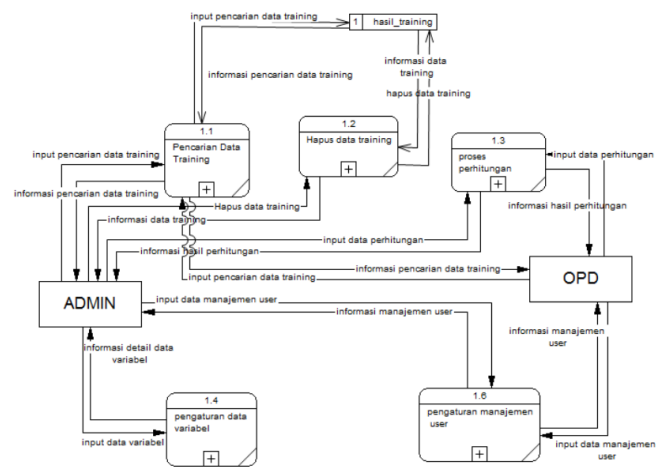 input pencarian data training
1 hasil_training
informasi data
training
informasi pencarian data training
hapus data training
1.1
Pencarian Data
Training
1.2
Hapus data training
1.3
proses
perhitungan
input pencarian data training
input data perhitungan
informasi pencarian data training
Hapus data training
informasi hasil perhitungan
informasi data training
input data perhitungan
informasi hasil perhitungan
informasi pencarian data training
input pencarian data training
OPD
ADMIN
input data manajemen user
informasi manajemen user
informasi manajemen
user
informasi detail data
variabel
1.4
pengaturan data
variabel
1.6
pengaturan manajemen
user
input data variabel
input data manajemen
user